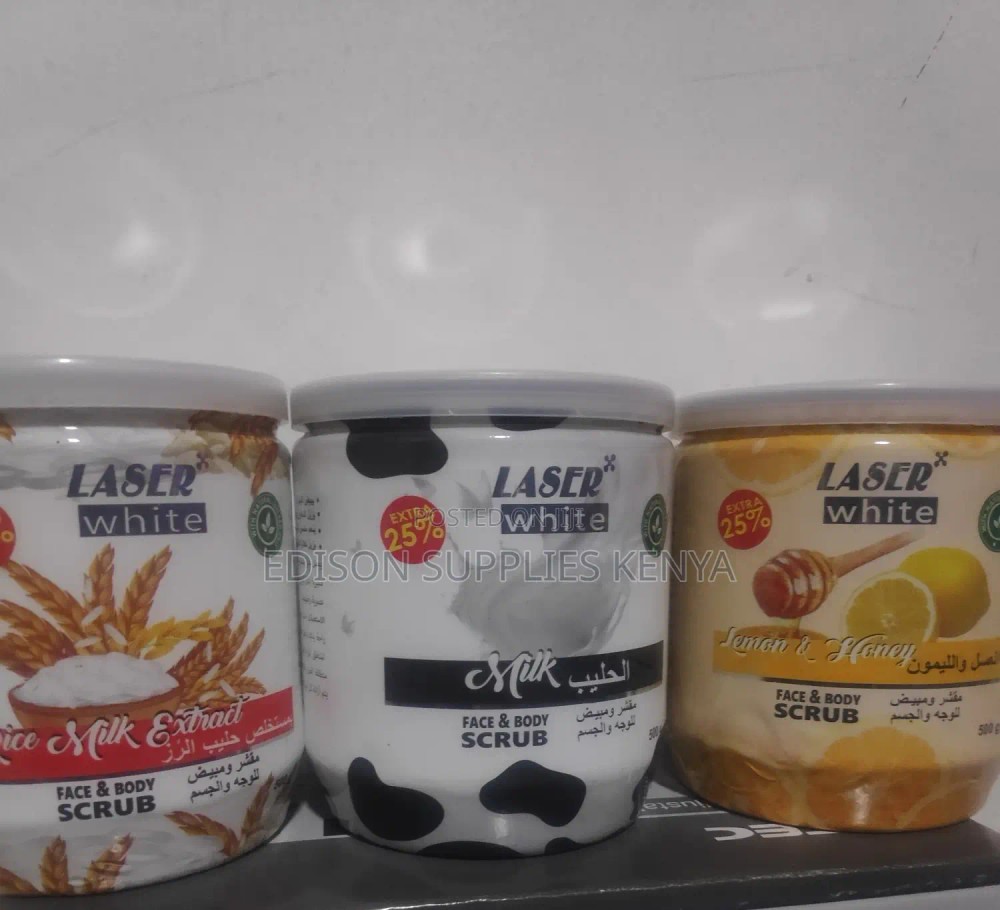 LASER
white
Rice Milk Extract
مستخلص حليب الرز
FACE & BODY
SCRUB
مقشر ومبيض
للوجه والجسم
LASER
white
EXTRA
25%
Milk
الحليب
FACE & BODY
SCRUB
مقشر ومبيض
للوجه والجسم
LASER
white
EXTRA
25%
Lemon & Honey
العسل والليمون
FACE & BODY
SCRUB
مقشر ومبيض
للوجه والجسم
500 g
POSTED ON JIJI
EDISON SUPPLIES KENYA